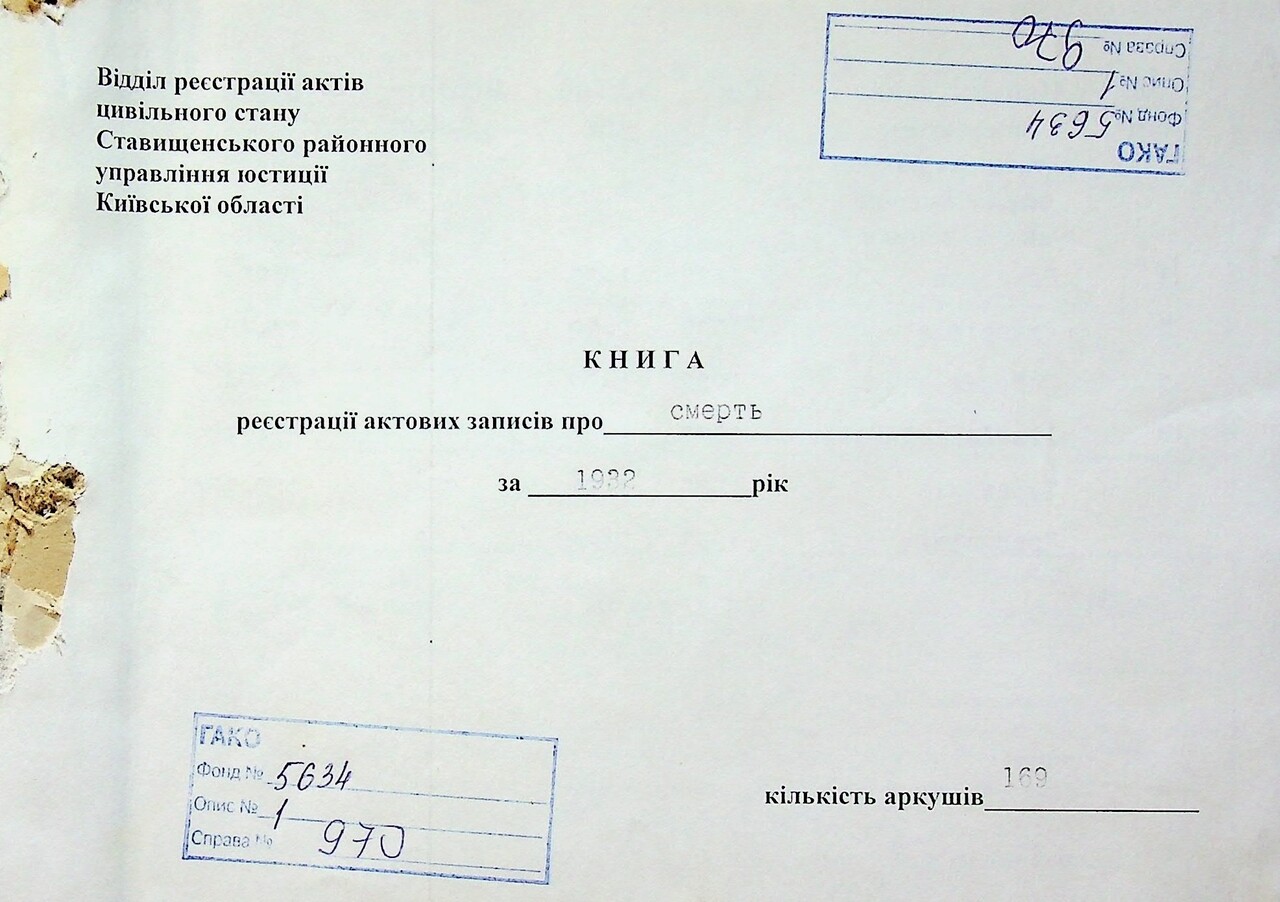 Відділ реєстрації актів
цивільного стану
Ставищенського районного
управління юстиції
Київської області
ГАКО
Фонд № 5634
Опис № 1
Справа № 970
К Н И Г А
реєстрації актових записів про смерть
за 1932 рік
ГАКО
Фонд № 5634
Опис № 1
Справа № 970
кількість аркушів 169